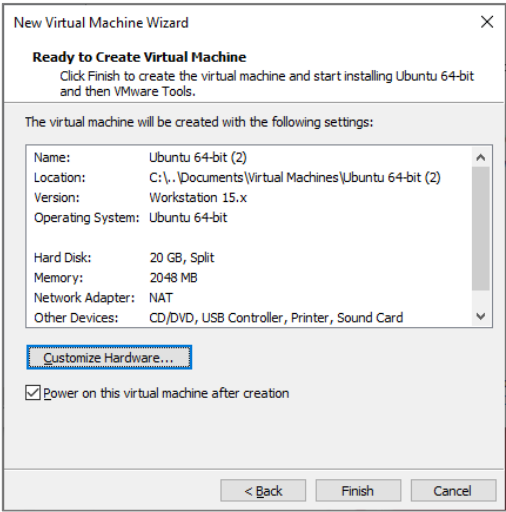 New Virtual Machine Wizard
Ready to Create Virtual Machine
Click Finish to create the virtual machine and start installing Ubuntu 64-bit
and then VMware Tools.
The virtual machine will be created with the following settings:
Name: Ubuntu 64-bit (2)
Location: C:\..\Documents\Virtual Machines\Ubuntu 64-bit (2)
Version: Workstation 15.x
Operating System: Ubuntu 64-bit
Hard Disk: 20 GB, Split
Memory: 2048 MB
Network Adapter: NAT
Other Devices: CD/DVD, USB Controller, Printer, Sound Card
Customize Hardware...
Power on this virtual machine after creation
< Back Finish Cancel